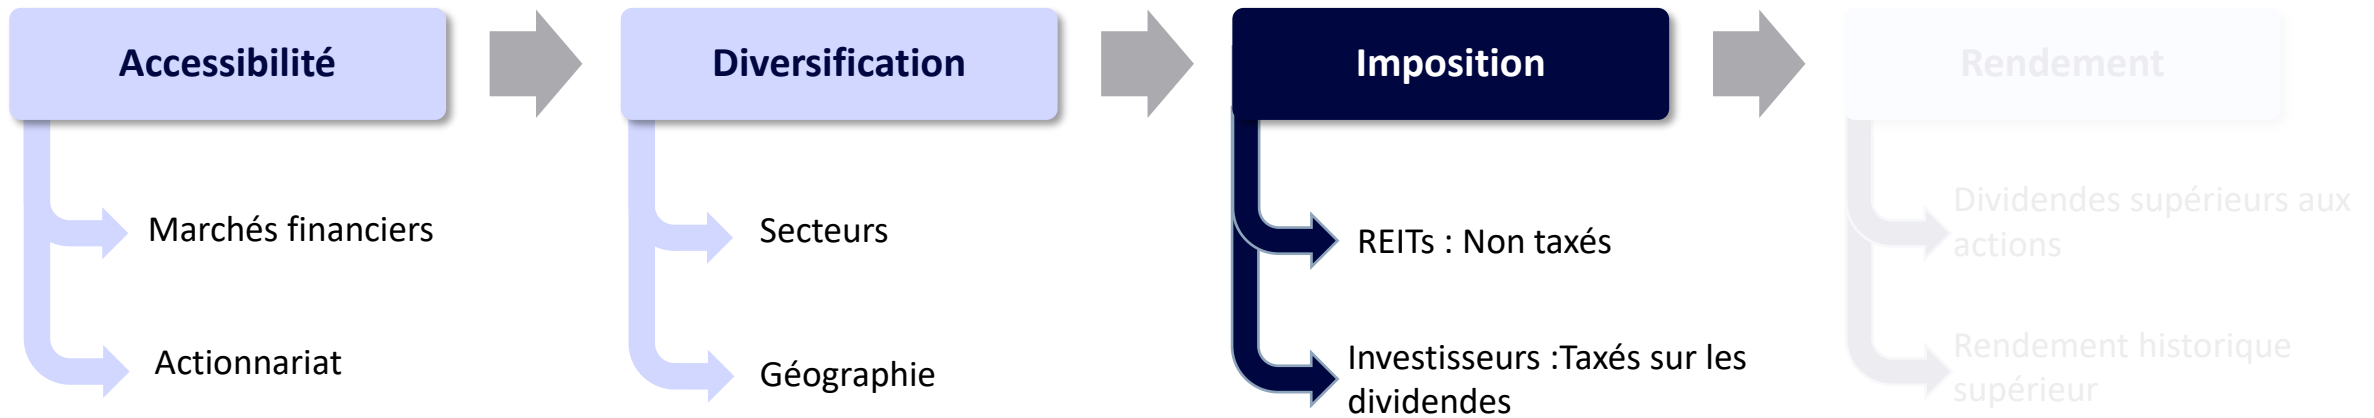 Accessibilité
Marchés financiers
Actionnariat
Diversification
Secteurs
Géographie
Imposition
REITs : Non taxés
Investisseurs :Taxés sur les
dividendes
Rendement
Dividendes supérieurs aux
actions
Rendement historique
supérieur